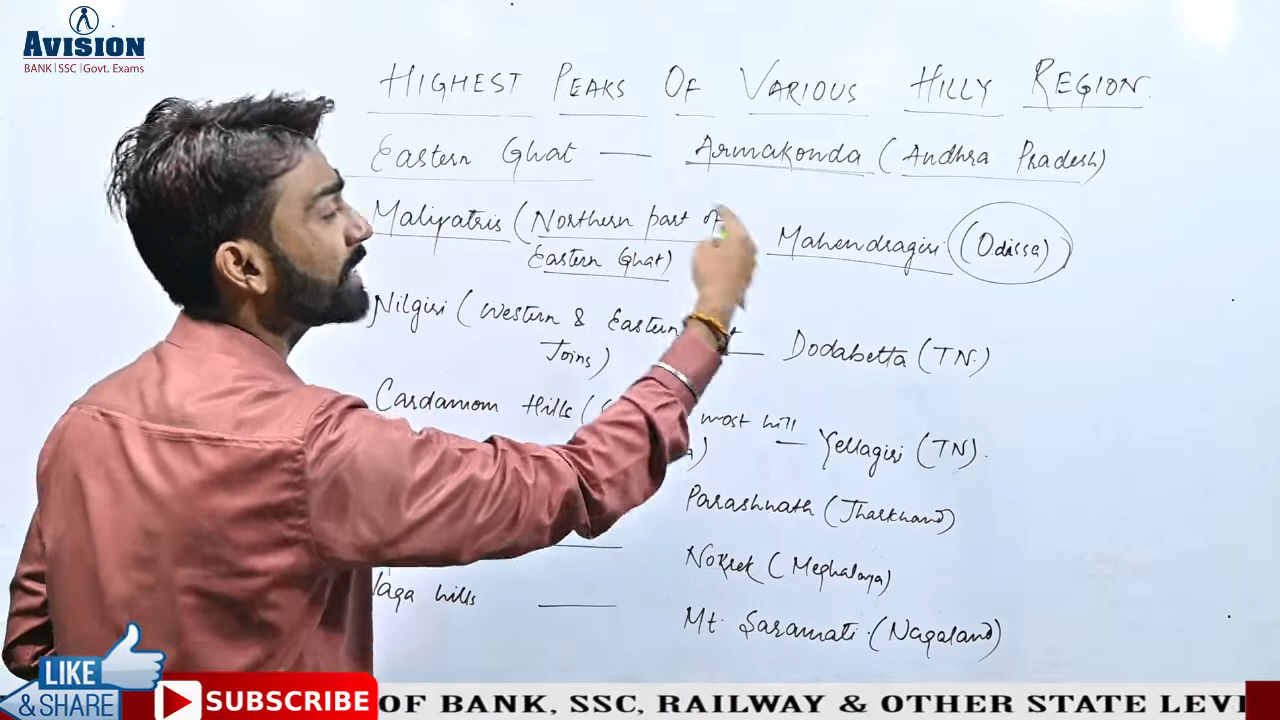 AVISION
BANK | SSC | Govt. Exams
HIGHEST PEAKS OF VARIOUS HILLY REGION
Eastern Ghat — Armakonda (Andhra Pradesh)
Maliyatris (Northern part of Eastern Ghat) Mahendragiri (Odissa)
Nilgiri (Western & Eastern Joins) — Dodabetta (TN)
Cardamom Hills ( most hill — Yellagiri (TN).
Parashnath (Jharkhand)
Nokrek (Meghalaya)
hills — Mt. Saramati (Nagaland)
LIKE
& SHARE
SUBSCRIBE
OF BANK, SSC, RAILWAY & OTHER STATE